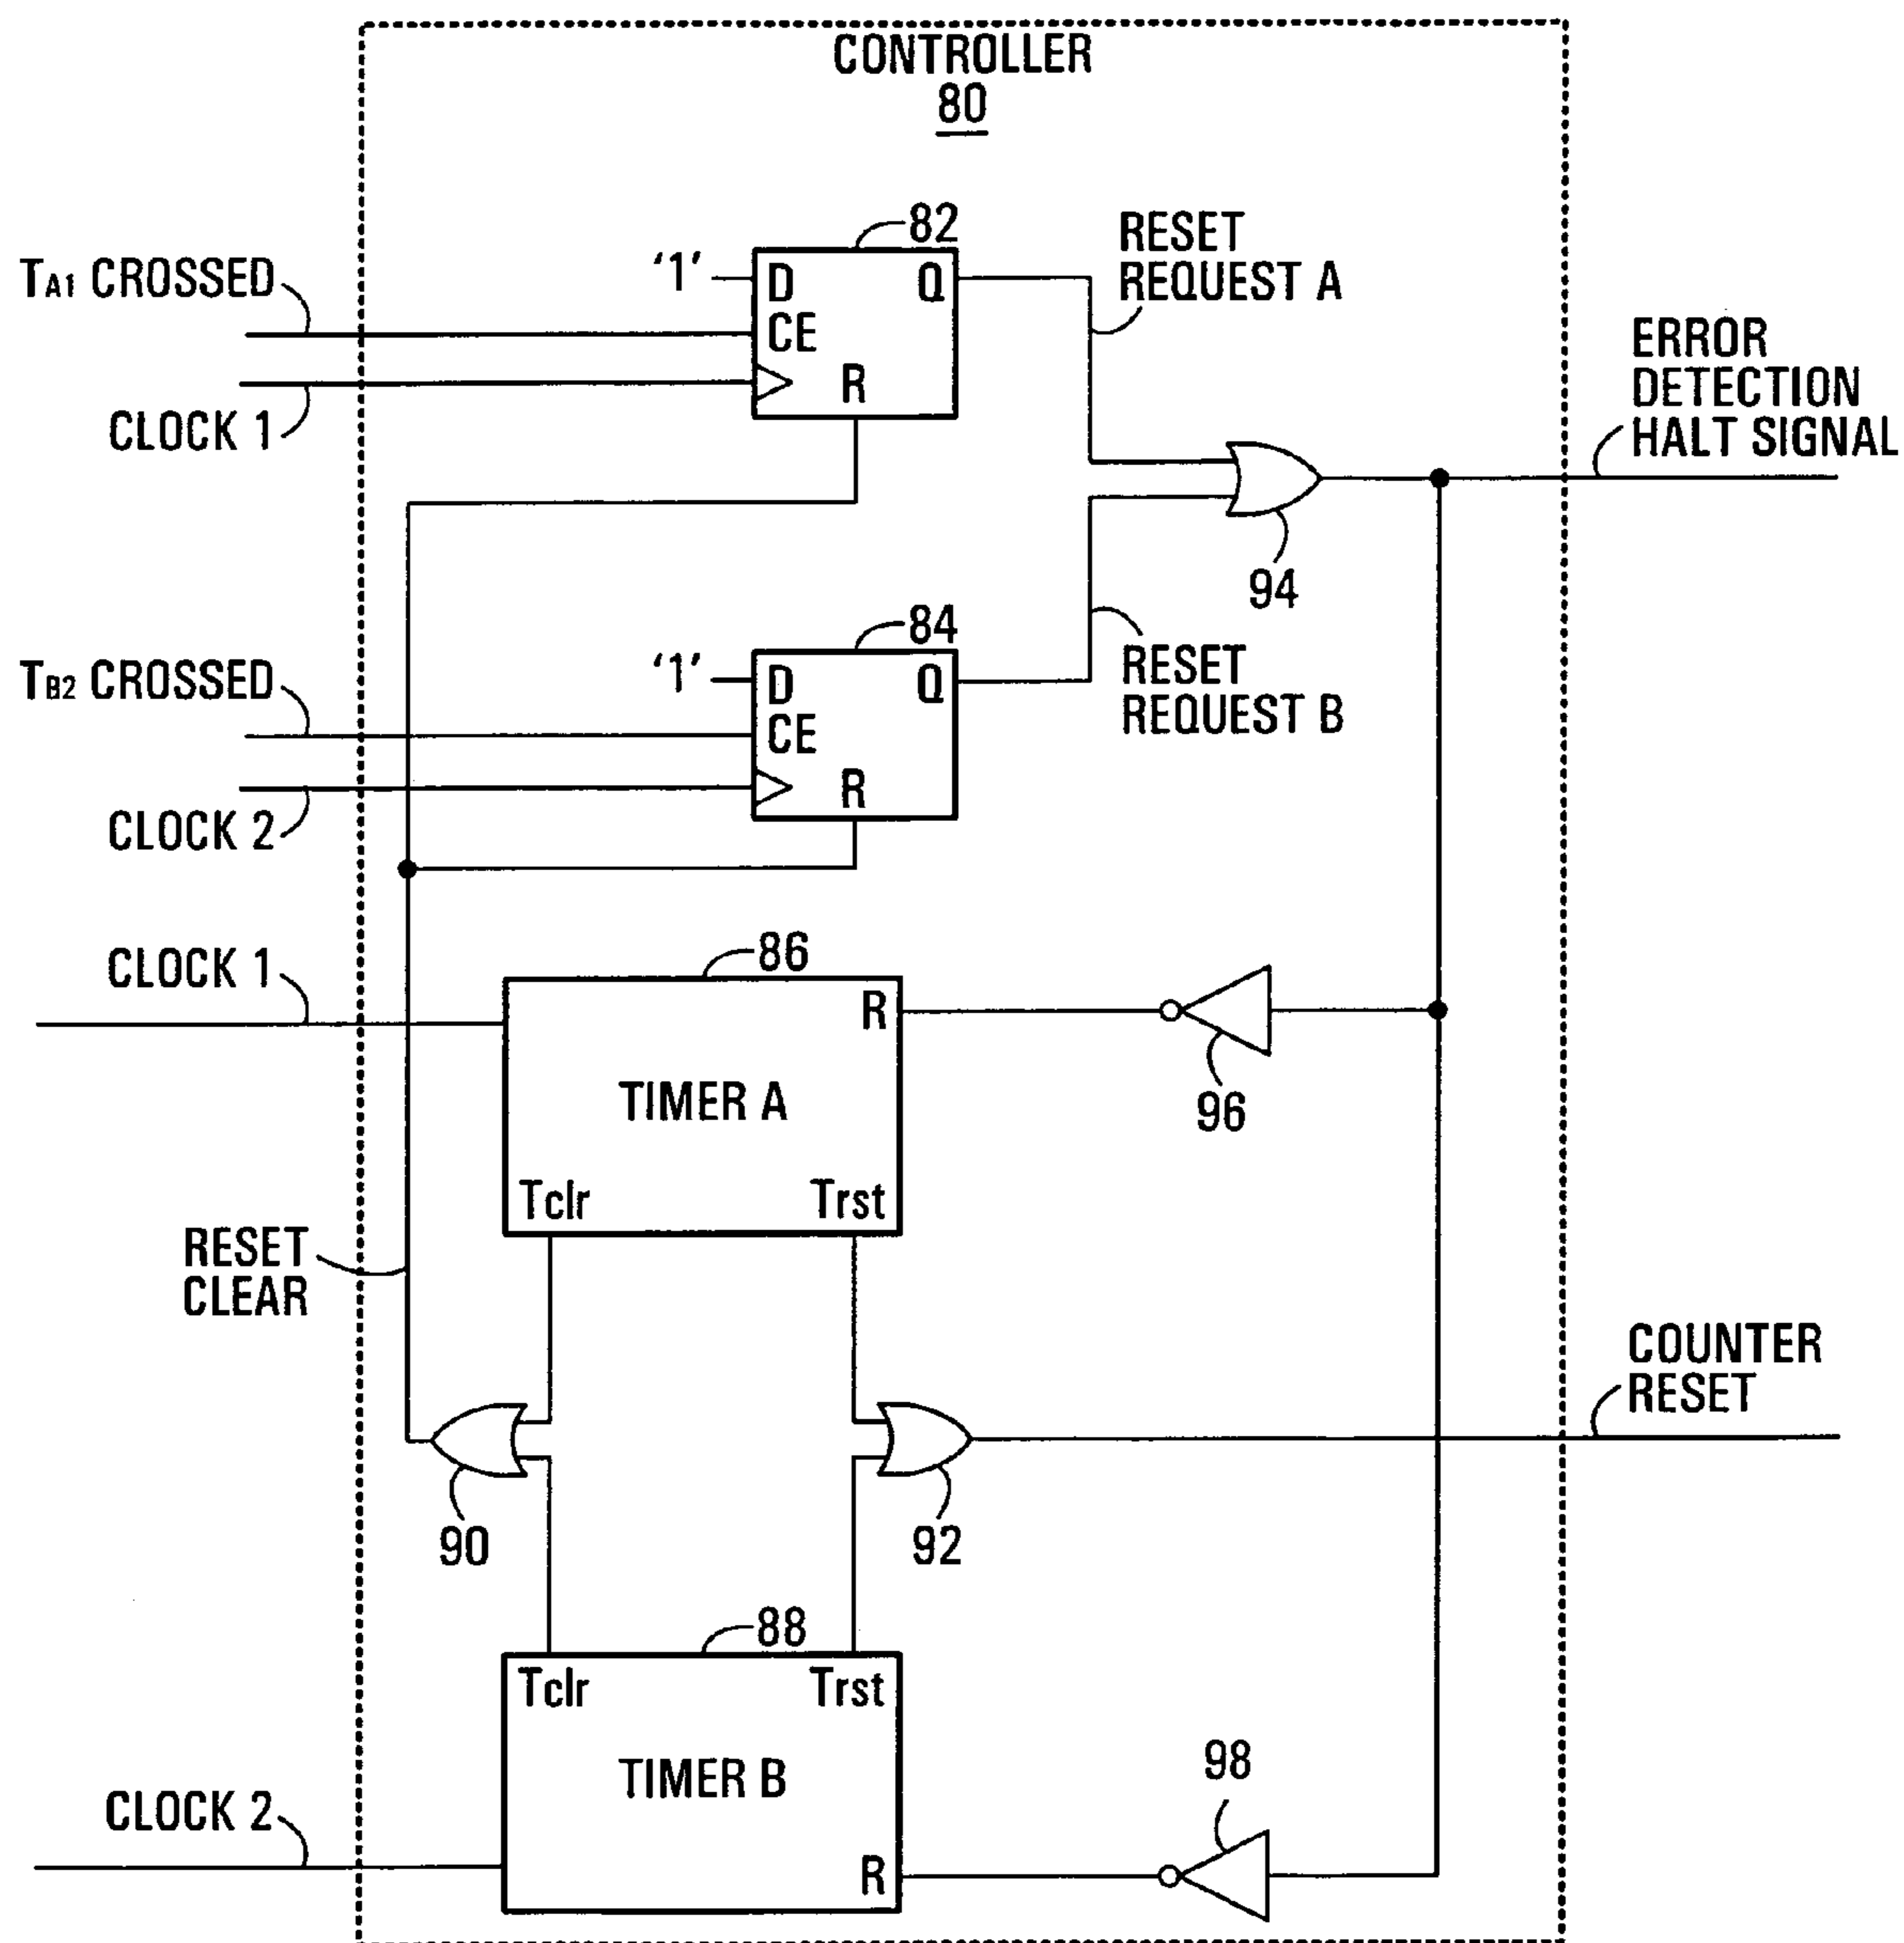 CONTROLLER
80
82
RESET
REQUEST A
TA1 CROSSED
'1'
D
Q
CE
R
CLOCK 1
ERROR
DETECTION
HALT SIGNAL
94
84
TB2 CROSSED
'1'
D
Q
CE
R
RESET
REQUEST B
CLOCK 2
CLOCK 1
86
R
TIMER A
96
Tclr
Trst
RESET
CLEAR
COUNTER
RESET
90
92
88
Tclr
Trst
TIMER B
98
CLOCK 2
R